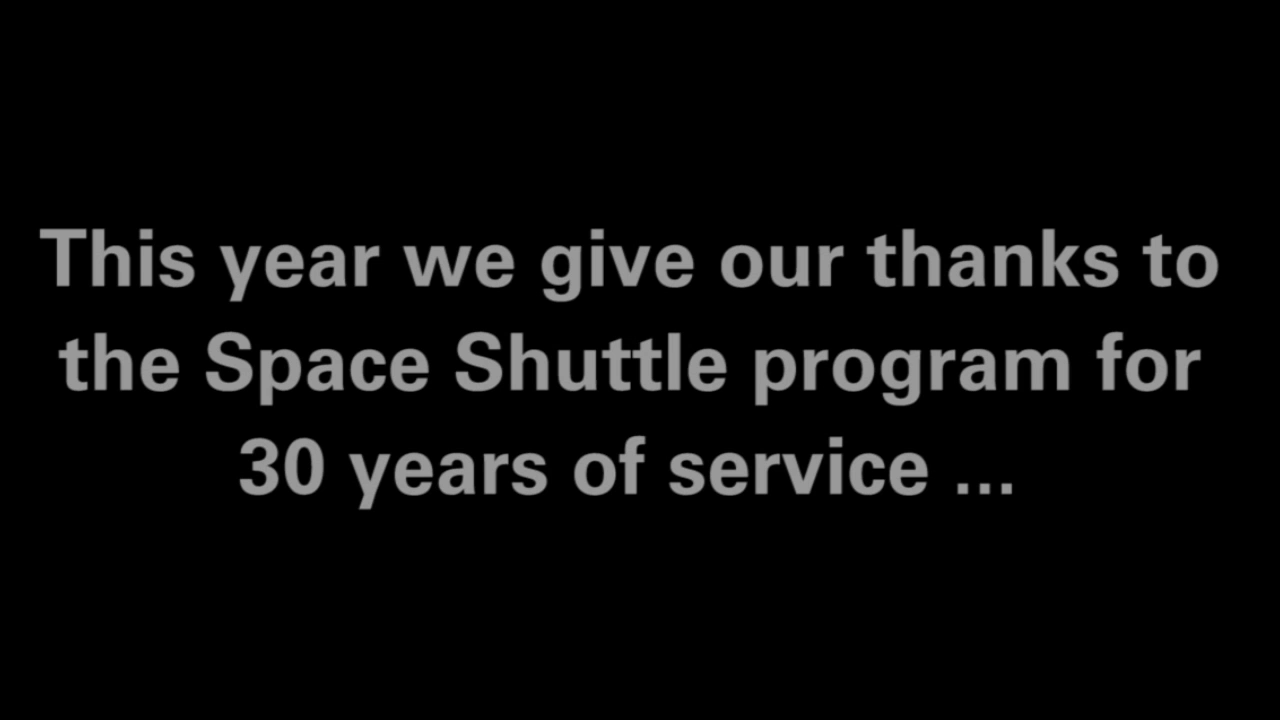 This year we give our thanks to
the Space Shuttle program for
30 years of service ...